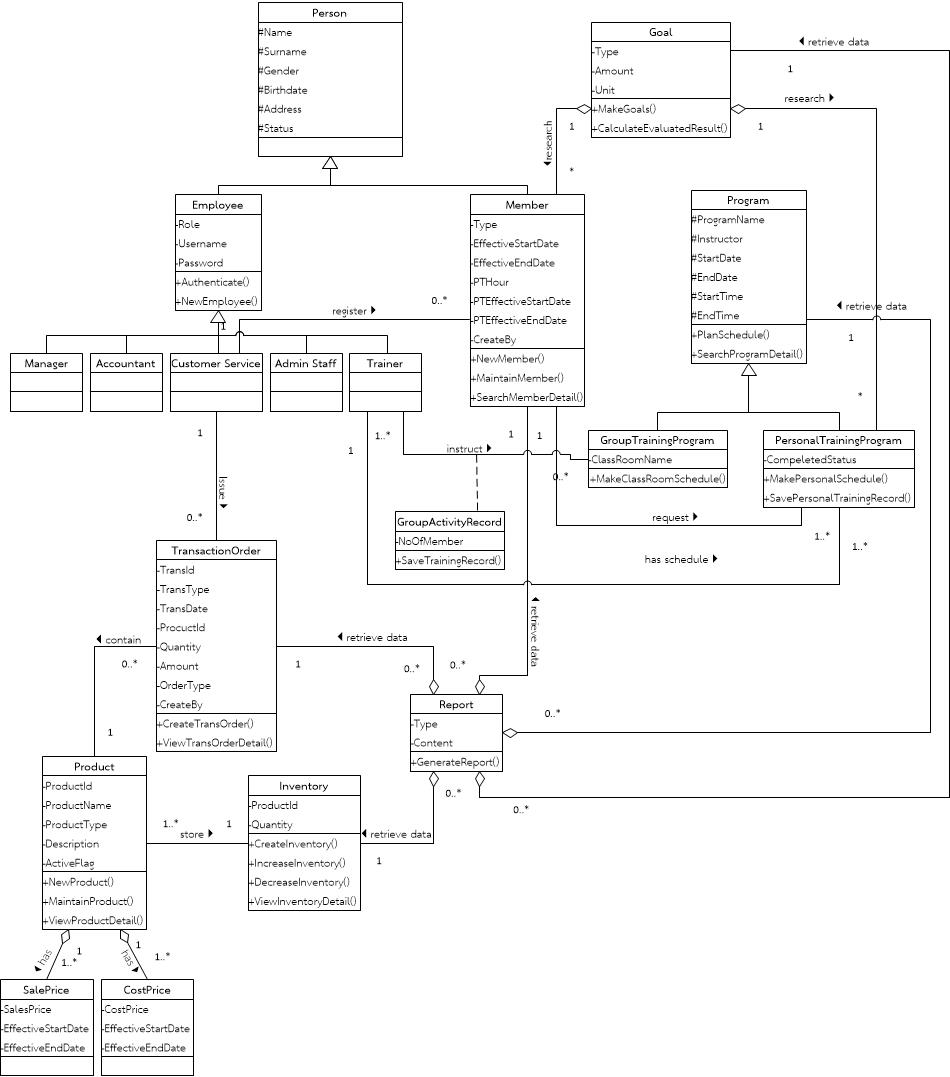 Person
#Name
#Surname
#Gender
#Birthdate
#Address
#Status
Goal
-Type
-Amount
-Unit
+MakeGoals()
+CalculateEvaluatedResult()
retrieve data
1
research
1
1
research
*
Employee
-Role
-Username
-Password
+Authenticate()
+NewEmployee()
Member
-Type
-EffectiveStartDate
-EffectiveEndDate
-PTHour
-PTEffectiveStartDate
-PTEffectiveEndDate
-CreateBy
+NewMember()
+MaintainMember()
+SearchMemberDetail()
Program
#ProgramName
#Instructor
#StartDate
#EndDate
#StartTime
#EndTime
+PlanSchedule()
+SearchProgramDetail()
retrieve data
1
*
register
0..*
1
Manager
Accountant
Customer Service
Admin Staff
Trainer
1
Issue
0..*
1
1..*
instruct
1
1
0..*
GroupTrainingProgram
-ClassRoomName
+MakeClassRoomSchedule()
PersonalTrainingProgram
-CompeletedStatus
+MakePersonalSchedule()
+SavePersonalTrainingRecord()
GroupActivityRecord
-NoOfMember
+SaveTrainingRecord()
request
1..*
1..*
has schedule
TransactionOrder
-TransId
-TransType
-TransDate
-ProcuctId
-Quantity
-Amount
-OrderType
-CreateBy
+CreateTransOrder()
+ViewTransOrderDetail()
contain
0..*
1
retrieve data
1
0..*
0..*
retrieve data
Report
-Type
-Content
+GenerateReport()
0..*
0..*
0..*
Product
-ProductId
-ProductName
-ProductType
-Description
-ActiveFlag
+NewProduct()
+MaintainProduct()
+ViewProductDetail()
1..*
store
1
Inventory
-ProductId
-Quantity
+CreateInventory()
+IncreaseInventory()
+DecreaseInventory()
+ViewInventoryDetail()
retrieve data
1
has
1
1..*
has
1
1..*
SalePrice
-SalesPrice
-EffectiveStartDate
-EffectiveEndDate
CostPrice
-CostPrice
-EffectiveStartDate
-EffectiveEndDate